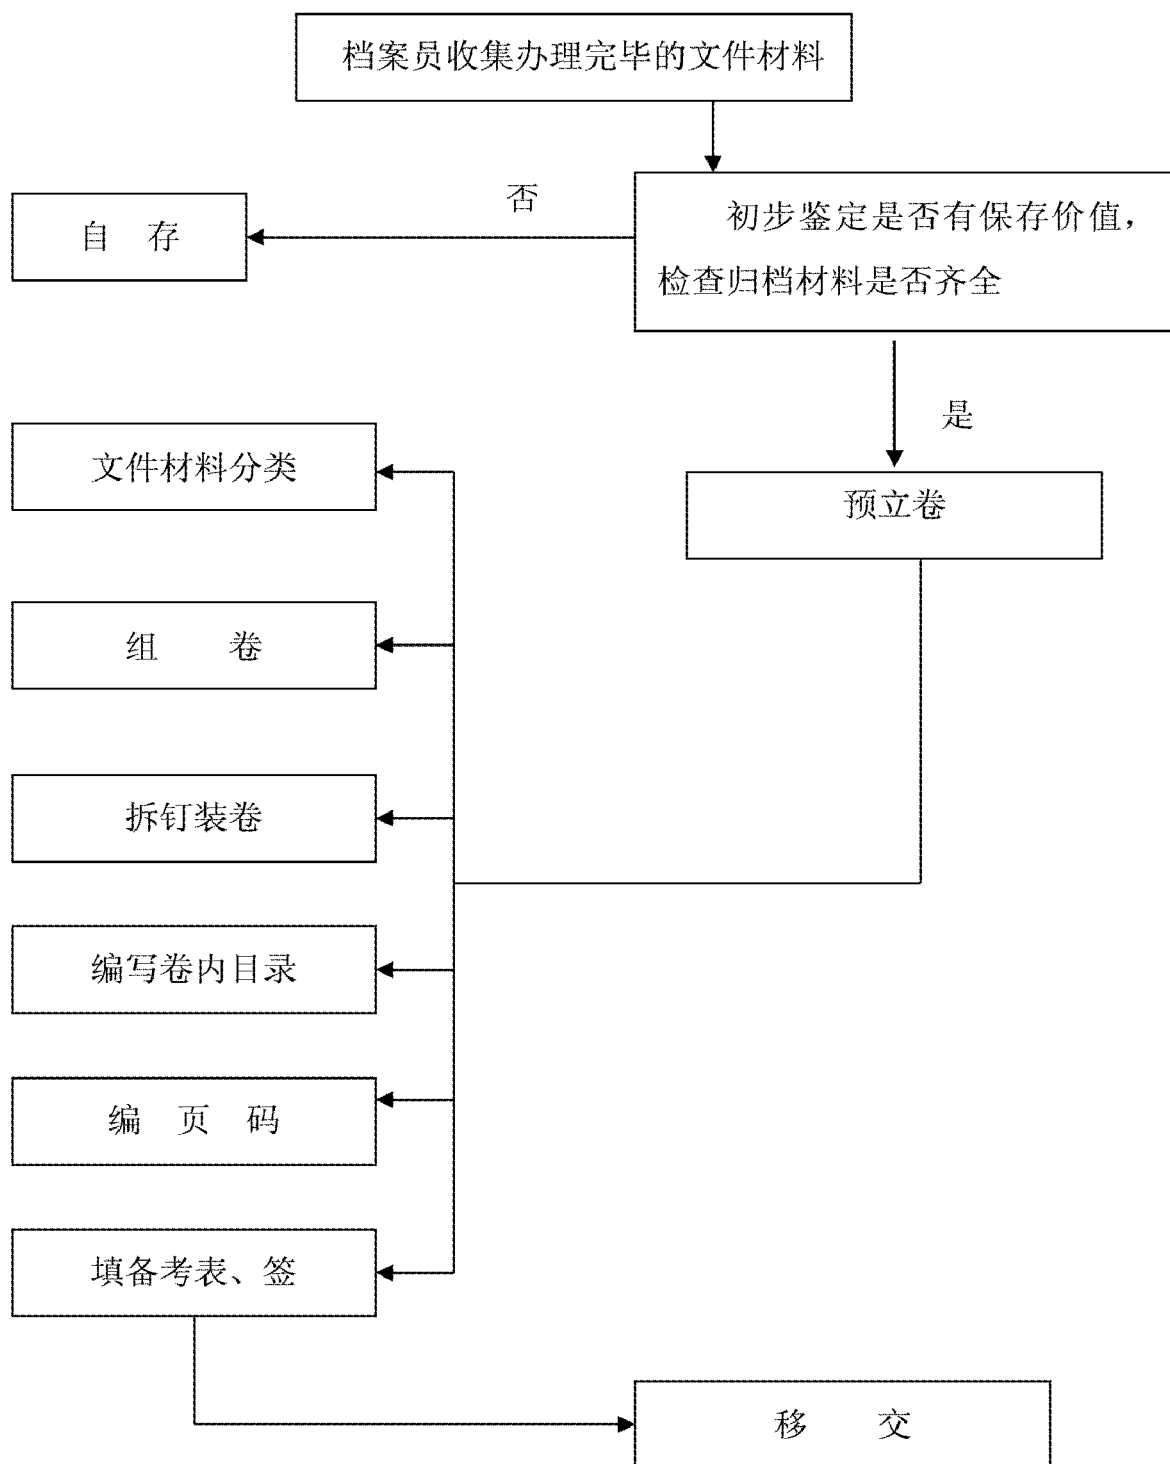 档案员收集办理完毕的文件材料
否
初步鉴定是否有保存价值，
检查归档材料是否齐全
自 存
是
预立卷
文件材料分类
组 卷
拆钉装卷
编写卷内目录
编 页 码
填备考表、签
移 交